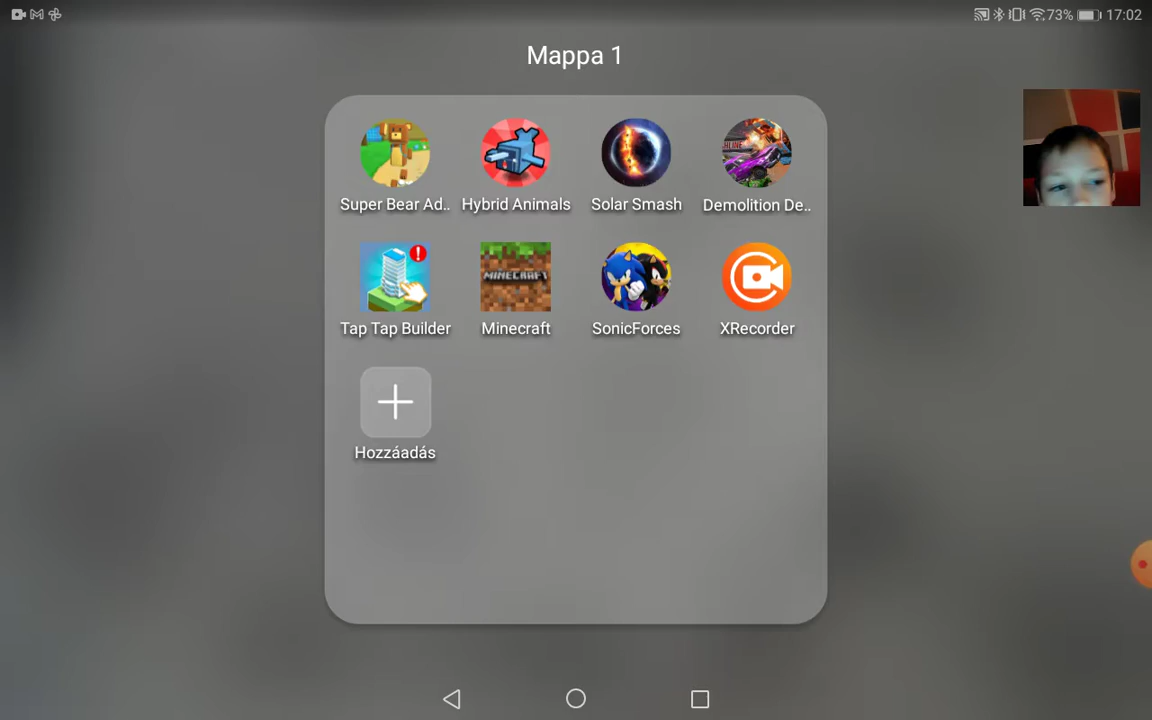 73% 17:02
Mappa 1
Super Bear Ad.. Hybrid Animals Solar Smash Demolition De..
MINECRAFT
Tap Tap Builder Minecraft SonicForces XRecorder
Hozzáadás